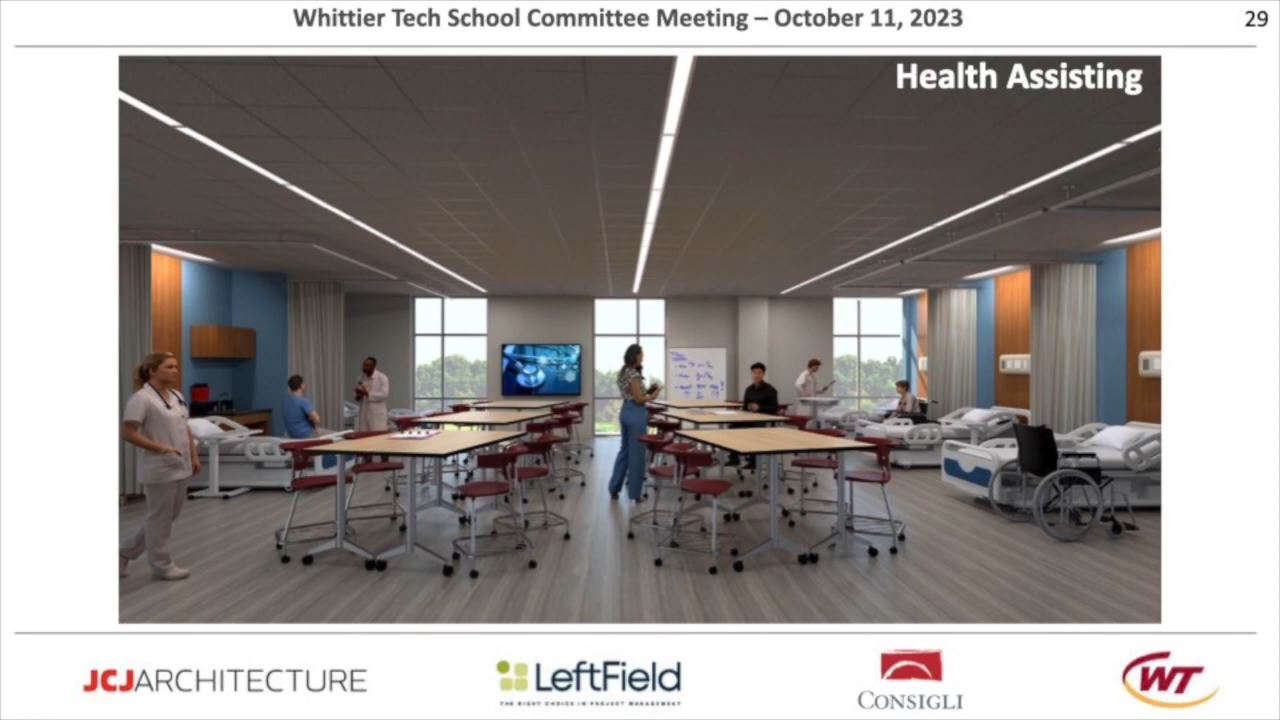 Whittier Tech School Committee Meeting – October 11, 2023
29
Health Assisting
JCJARCHITECTURE
LeftField
THE RIGHT CHOICE IN PROJECT MANAGEMENT
CONSIGLI
WT